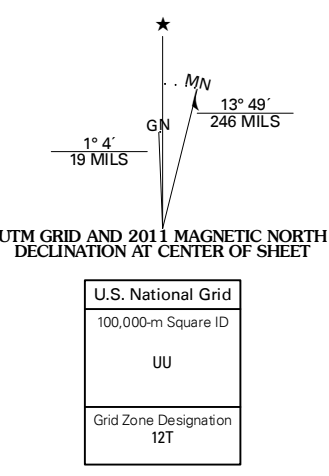 ★
MN
GN
13° 49´
246 MILS
1° 4´
19 MILS
UTM GRID AND 2011 MAGNETIC NORTH
DECLINATION AT CENTER OF SHEET
U.S. National Grid
100,000-m Square ID
UU
Grid Zone Designation
12T